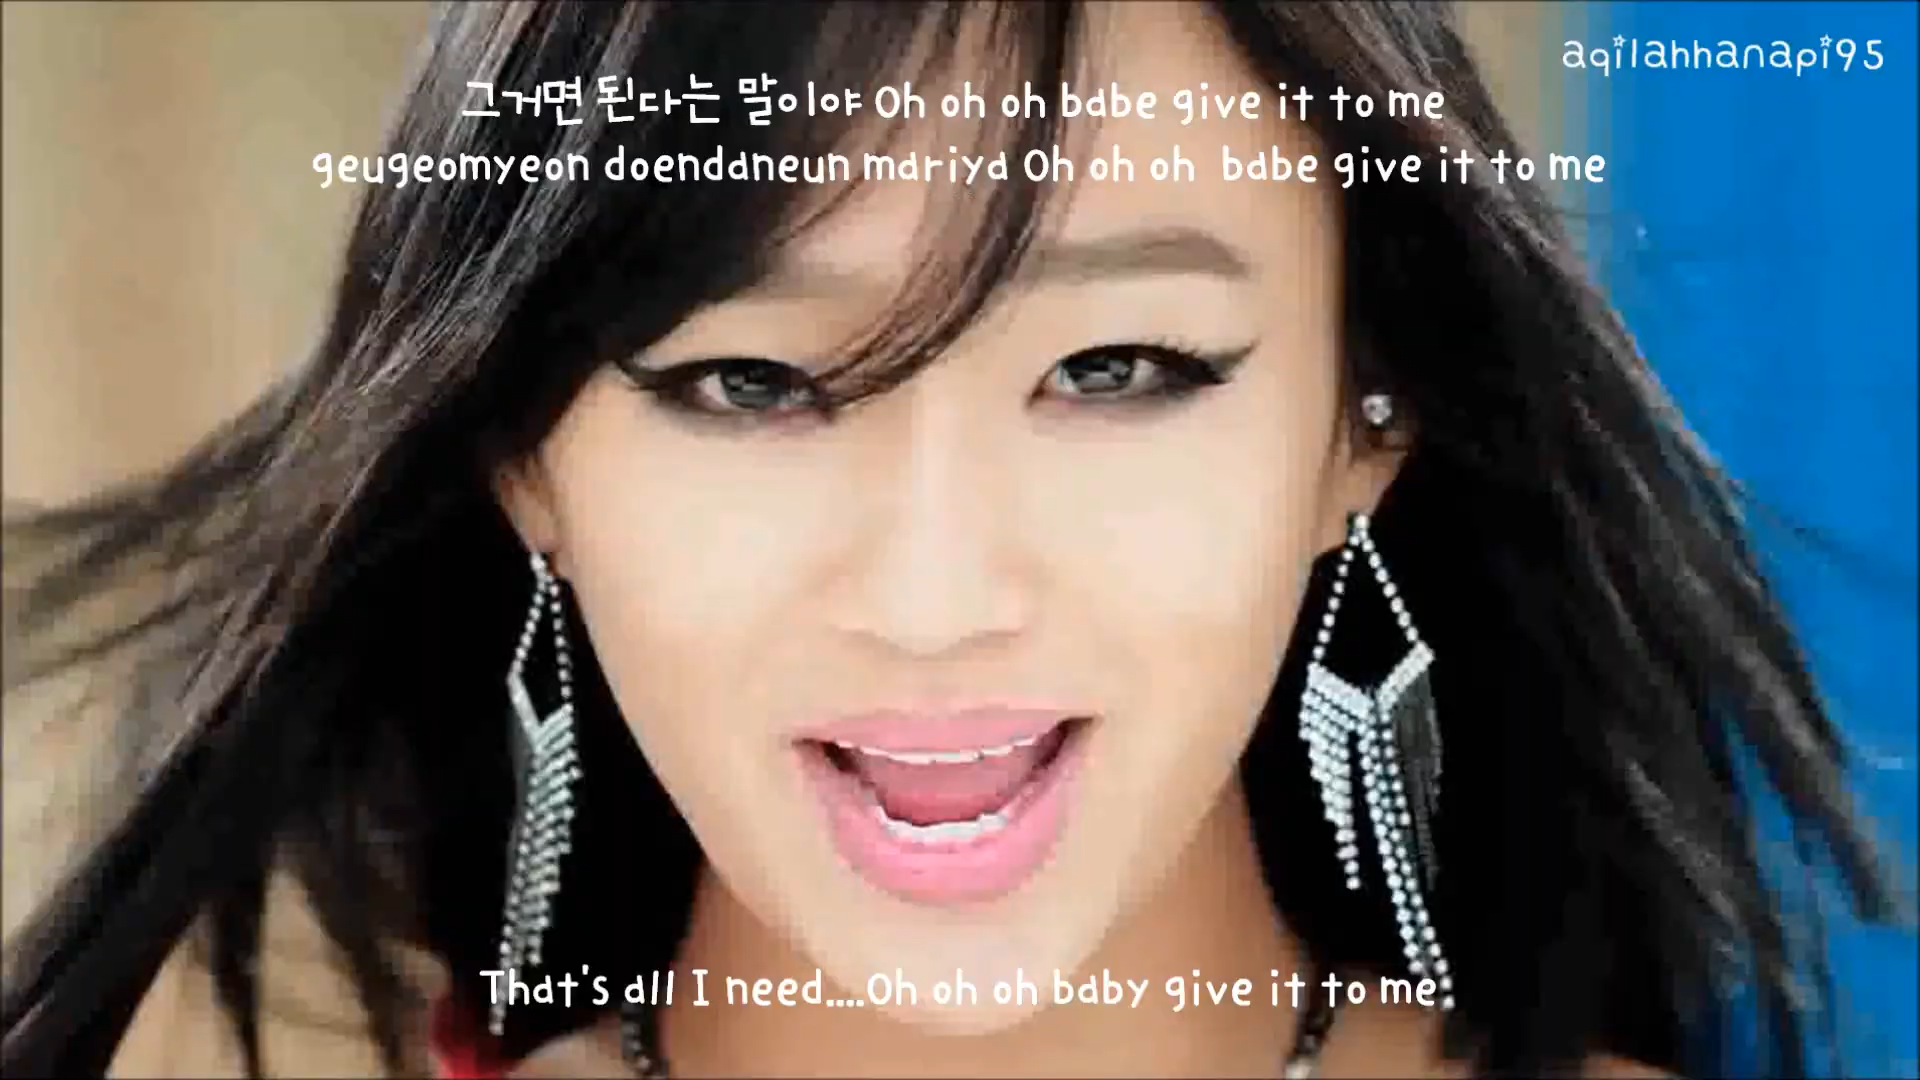 aqilahhanapi95
그거면 된다는 말이야 Oh oh oh babe give it to me
geugeomyeon doendaneun mariya Oh oh oh babe give it to me
That's all I need....Oh oh oh baby give it to me